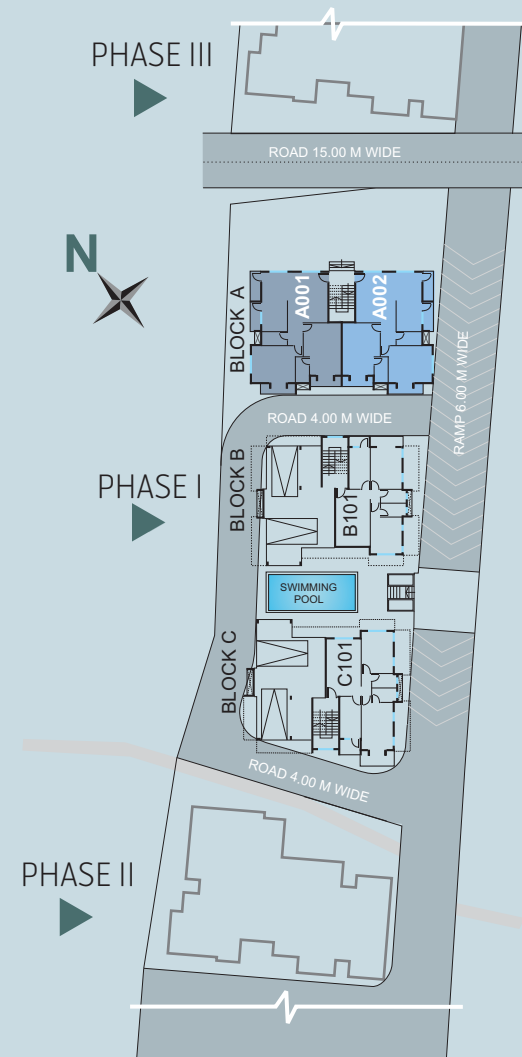 PHASE III
ROAD 15.00 M WIDE
N
BLOCK A
A001
A002
RAMP 6.00 M WIDE
ROAD 4.00 M WIDE
BLOCK B
PHASE I
B101
SWIMMING
POOL
BLOCK C
C101
ROAD 4.00 M WIDE
PHASE II